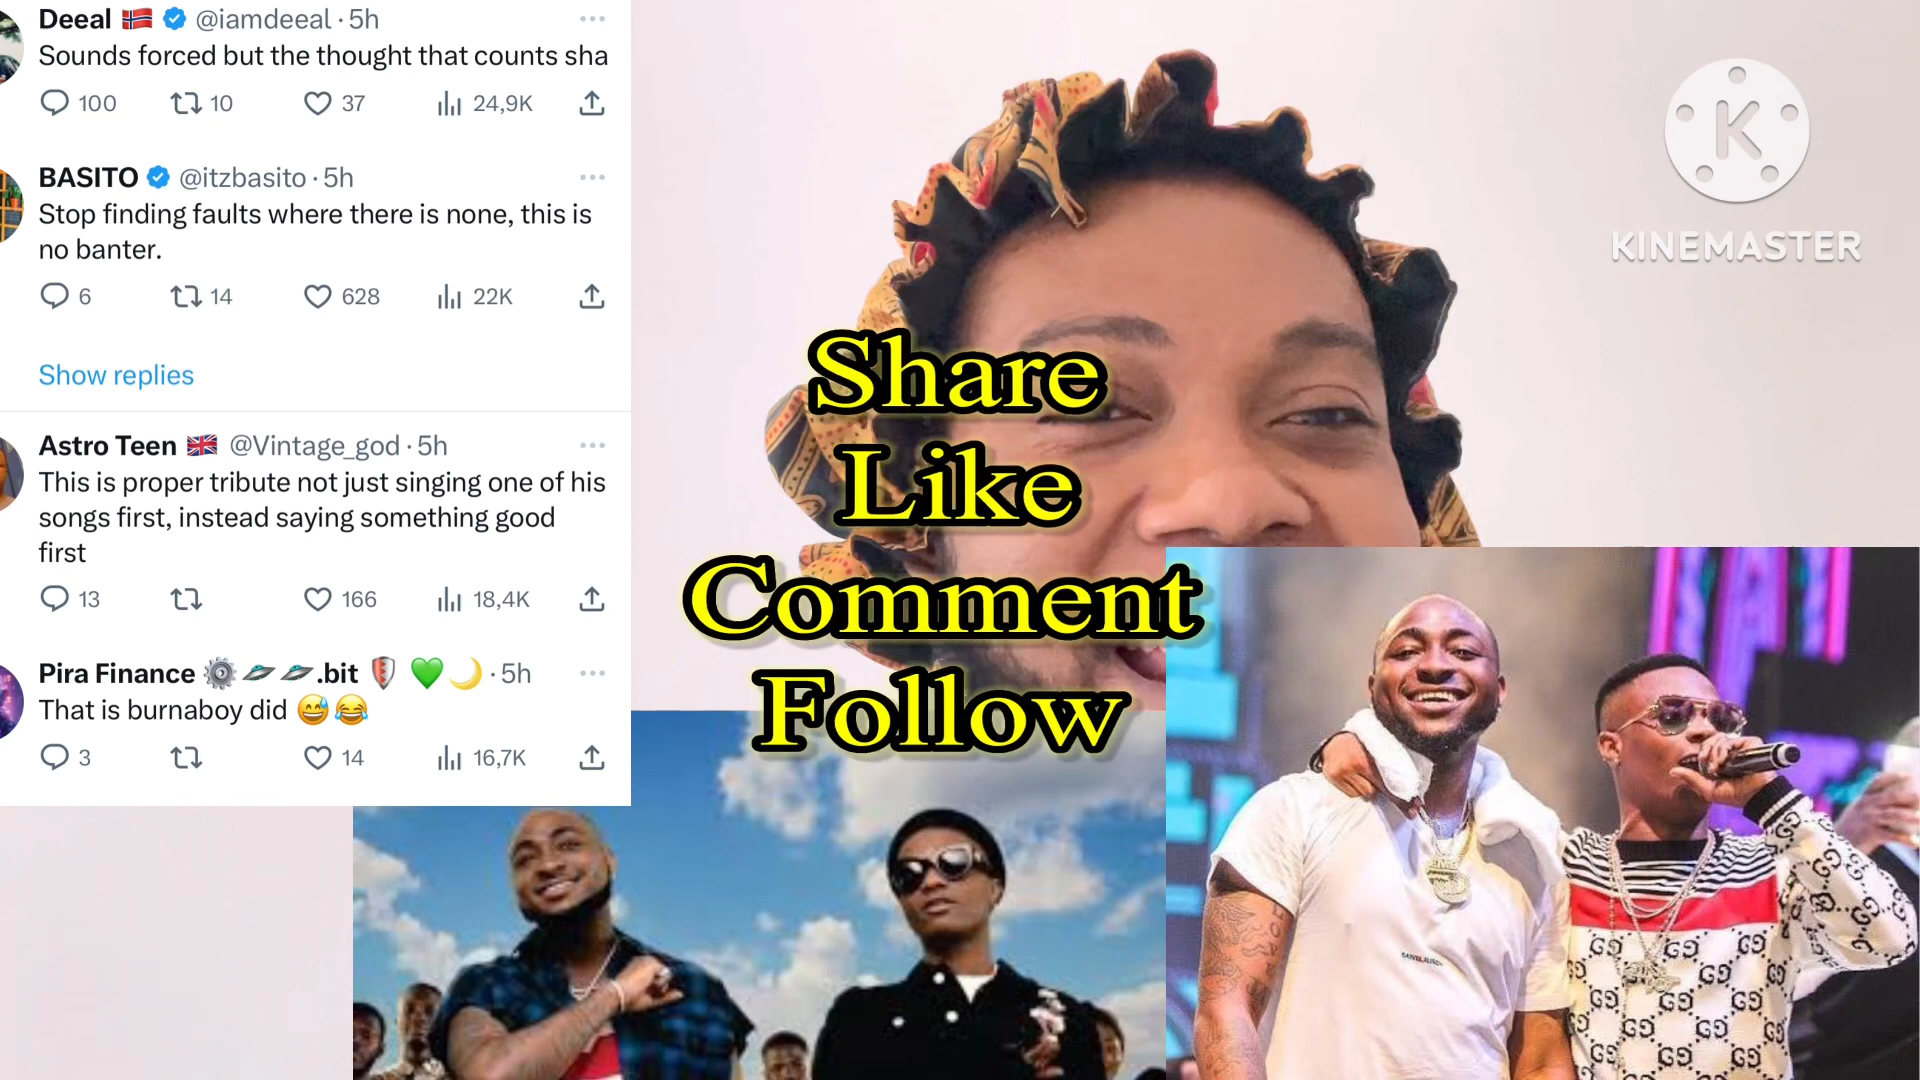 Deeal 🇳🇴 @iamdeeal · 5h
Sounds forced but the thought that counts sha
100 10 37 24,9K
BASITO @itzbasito · 5h
Stop finding faults where there is none, this is
no banter.
6 14 628 22K
Show replies
Astro Teen 🇬🇧 @Vintage_god · 5h
This is proper tribute not just singing one of his
songs first, instead saying something good
first
13 166 18,4K
Pira Finance ⚙️🛸🛸.bit 🛡️ 💚🌙 · 5h
That is burnaboy did 😅😂
3 14 16,7K
Share
Like
Comment
Follow
K
KINEMASTER